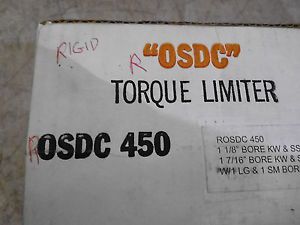 RIGID
R "OSDC"
TORQUE LIMITER
ROSDC 450
ROSDC 450
1 1/8" BORE KW & SS
1 7/16" BORE KW & S
W/1 LG & 1 SM BOR